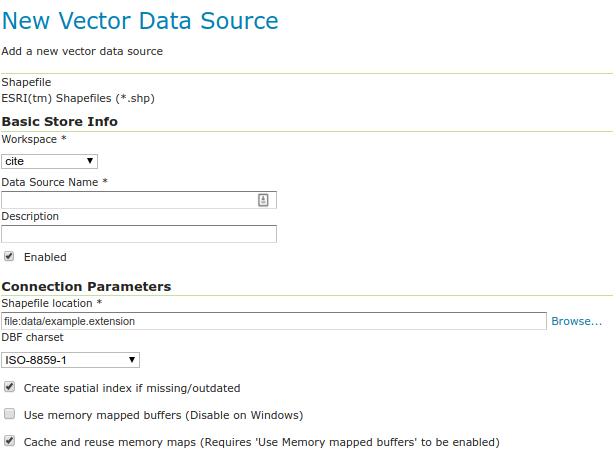 New Vector Data Source
Add a new vector data source
Shapefile
ESRI(tm) Shapefiles (*.shp)
Basic Store Info
Workspace *
cite
Data Source Name *
Description
Enabled
Connection Parameters
Shapefile location *
file:data/example.extension
Browse...
DBF charset
ISO-8859-1
Create spatial index if missing/outdated
Use memory mapped buffers (Disable on Windows)
Cache and reuse memory maps (Requires 'Use Memory mapped buffers' to be enabled)